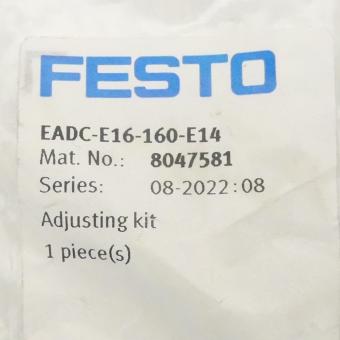 FESTO
EADC-E16-160-E14
Mat. No.: 8047581
Series: 08-2022:08
Adjusting kit
1 piece(s)